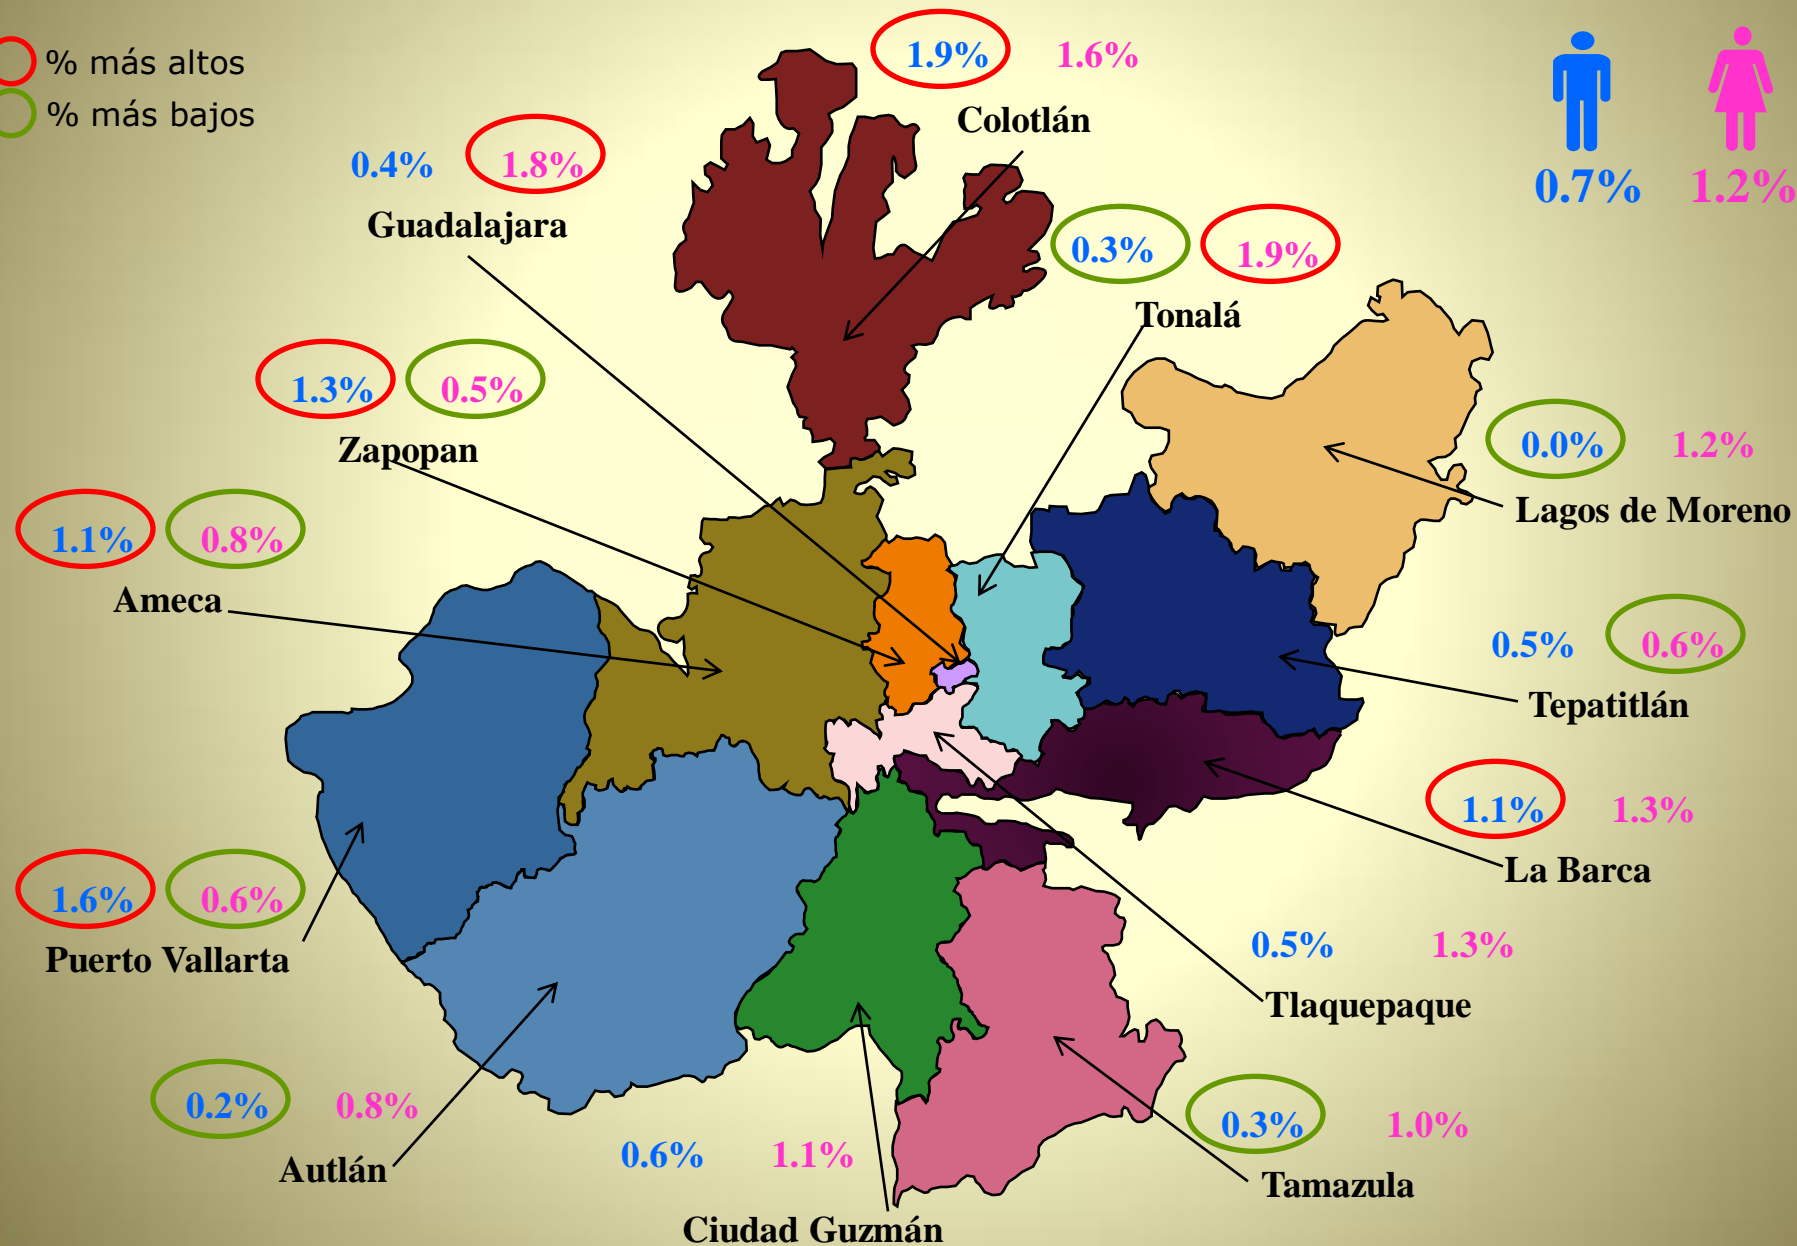 % más altos
% más bajos
1.9% 1.6%
Colotlán
0.7% 1.2%
0.4% 1.8%
Guadalajara
0.3% 1.9%
Tonalá
1.3% 0.5%
Zapopan
0.0% 1.2%
Lagos de Moreno
1.1% 0.8%
Ameca
0.5% 0.6%
Tepatitlán
1.1% 1.3%
La Barca
1.6% 0.6%
Puerto Vallarta
0.5% 1.3%
Tlaquepaque
0.2% 0.8%
Autlán
0.6% 1.1%
Ciudad Guzmán
0.3% 1.0%
Tamazula